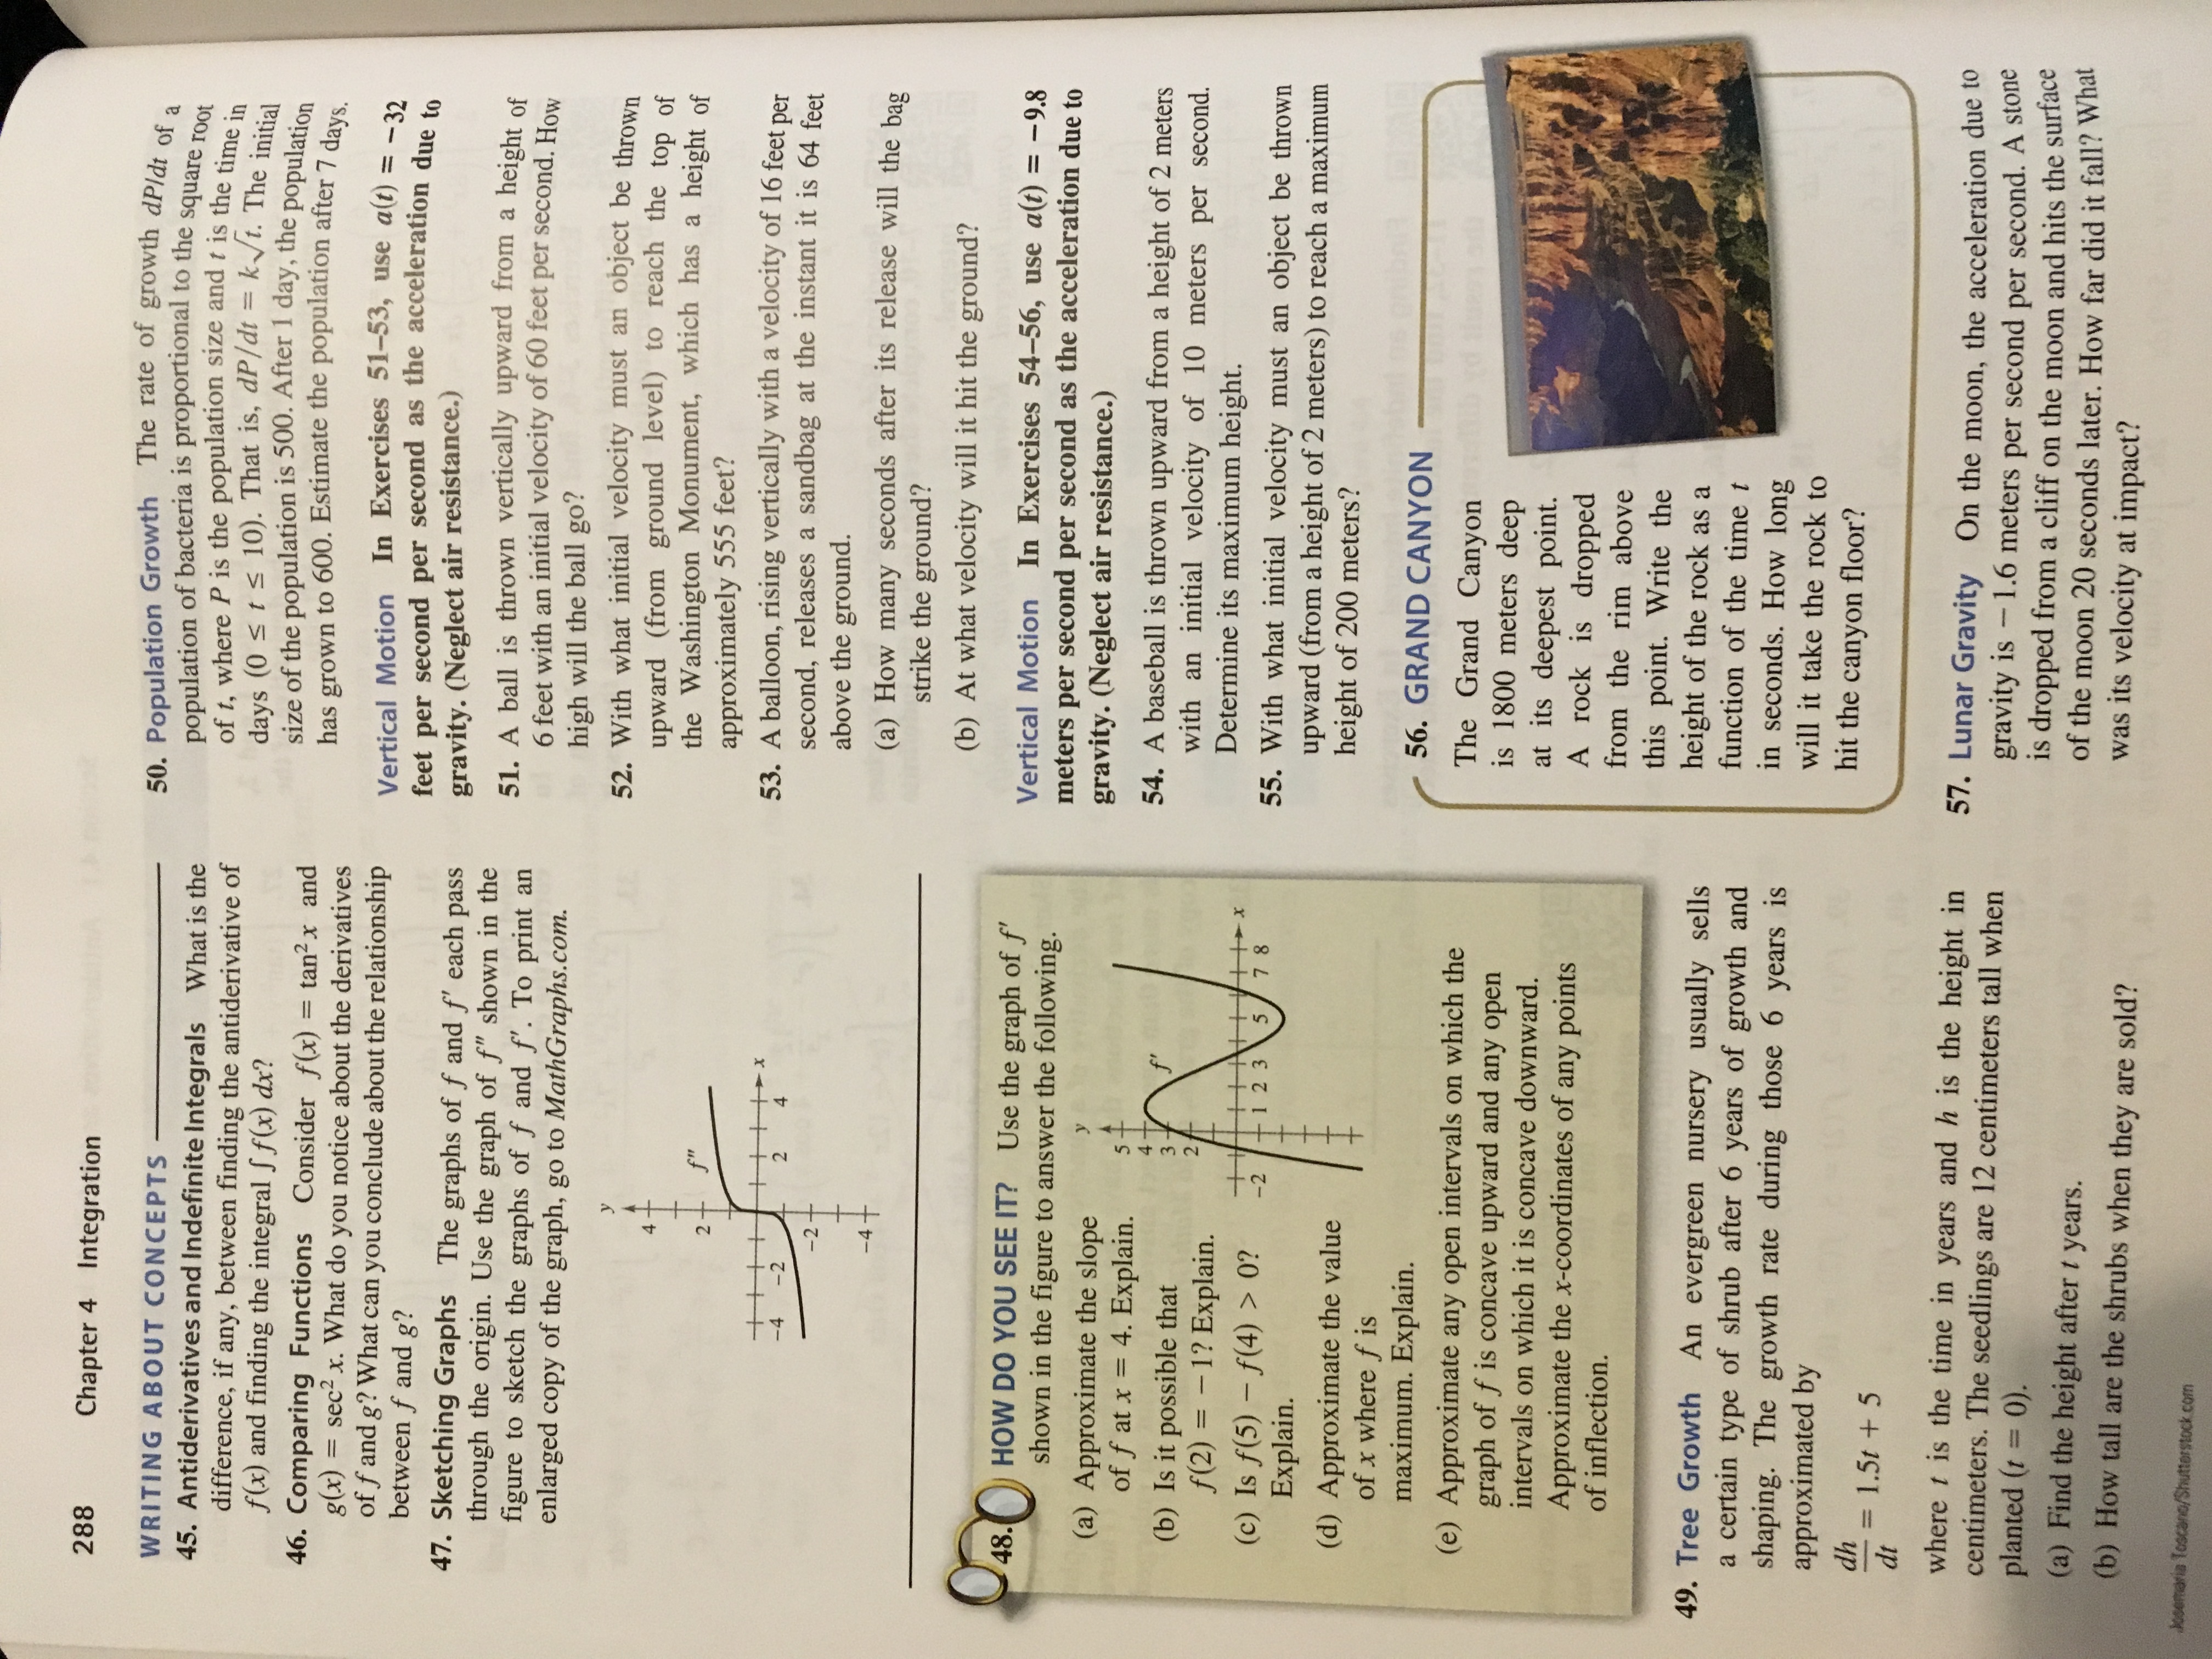 288 Chapter 4 Integration
WRITING ABOUT CONCEPTS
45. Antiderivatives and Indefinite Integrals What is the
difference, if any, between finding the antiderivative of
f(x) and finding the integral ∫ f(x) dx?
46. Comparing Functions Consider f(x) = tan² x and
g(x) = sec² x. What do you notice about the derivatives
of f and g? What can you conclude about the relationship
between f and g?
47. Sketching Graphs The graphs of f and f′ each pass
through the origin. Use the graph of f″ shown in the
figure to sketch the graphs of f and f′. To print an
enlarged copy of the graph, go to MathGraphs.com.
y
4
2 f″
x
−4 −2 2 4
−2
−4
48. HOW DO YOU SEE IT? Use the graph of f′
shown in the figure to answer the following.
(a) Approximate the slope
of f at x = 4. Explain.
(b) Is it possible that
f(2) = −1? Explain.
(c) Is f(5) − f(4) > 0?
Explain.
(d) Approximate the value
of x where f is
maximum. Explain.
y
5
4
3 f′
2
x
−2 1 2 3 5 7 8
(e) Approximate any open intervals on which the
graph of f is concave upward and any open
intervals on which it is concave downward.
Approximate the x-coordinates of any points
of inflection.
49. Tree Growth An evergreen nursery usually sells
a certain type of shrub after 6 years of growth and
shaping. The growth rate during those 6 years is
approximated by
dh/dt = 1.5t + 5
where t is the time in years and h is the height in
centimeters. The seedlings are 12 centimeters tall when
planted (t = 0).
(a) Find the height after t years.
(b) How tall are the shrubs when they are sold?
Josemaria Toscano/Shutterstock.com
50. Population Growth The rate of growth dP/dt of a
population of bacteria is proportional to the square root
of t, where P is the population size and t is the time in
days (0 ≤ t ≤ 10). That is, dP/dt = k√t. The initial
size of the population is 500. After 1 day, the population
has grown to 600. Estimate the population after 7 days.
Vertical Motion In Exercises 51–53, use a(t) = −32
feet per second per second as the acceleration due to
gravity. (Neglect air resistance.)
51. A ball is thrown vertically upward from a height of
6 feet with an initial velocity of 60 feet per second. How
high will the ball go?
52. With what initial velocity must an object be thrown
upward (from ground level) to reach the top of
the Washington Monument, which has a height of
approximately 555 feet?
53. A balloon, rising vertically with a velocity of 16 feet per
second, releases a sandbag at the instant it is 64 feet
above the ground.
(a) How many seconds after its release will the bag
strike the ground?
(b) At what velocity will it hit the ground?
Vertical Motion In Exercises 54–56, use a(t) = −9.8
meters per second per second as the acceleration due to
gravity. (Neglect air resistance.)
54. A baseball is thrown upward from a height of 2 meters
with an initial velocity of 10 meters per second.
Determine its maximum height.
55. With what initial velocity must an object be thrown
upward (from a height of 2 meters) to reach a maximum
height of 200 meters?
56. GRAND CANYON
The Grand Canyon
is 1800 meters deep
at its deepest point.
A rock is dropped
from the rim above
this point. Write the
height of the rock as a
function of the time t
in seconds. How long
will it take the rock to
hit the canyon floor?
57. Lunar Gravity On the moon, the acceleration due to
gravity is −1.6 meters per second per second. A stone
is dropped from a cliff on the moon and hits the surface
of the moon 20 seconds later. How far did it fall? What
was its velocity at impact?